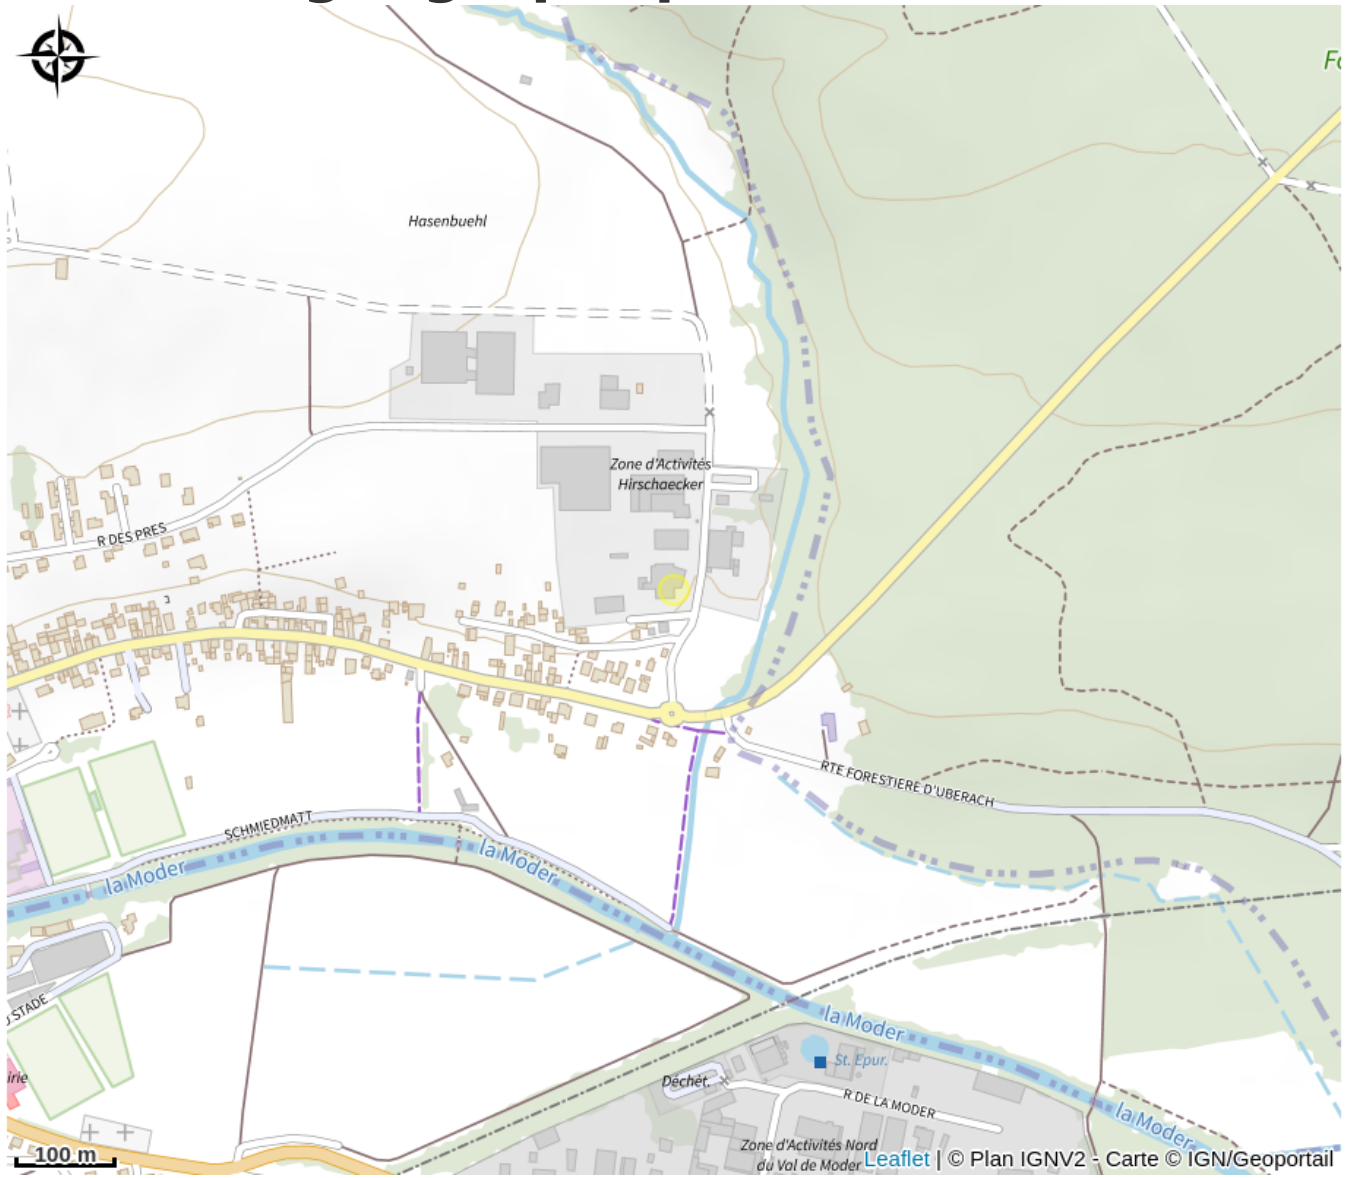 Hasenbuehl
Zone d'Activités
Hirschaecker
R DES PRES
RTE FORESTIERE D'UBERACH
SCHMIEDMATT
la Moder
la Moder
STADE
la Moder
St. Epur.
irie
Déchèt.
R DE LA MODER
la Moder
Zone d'Activités Nord
du Val de Moder
100 m
Leaflet | © Plan IGNV2 - Carte © IGN/Geoportail